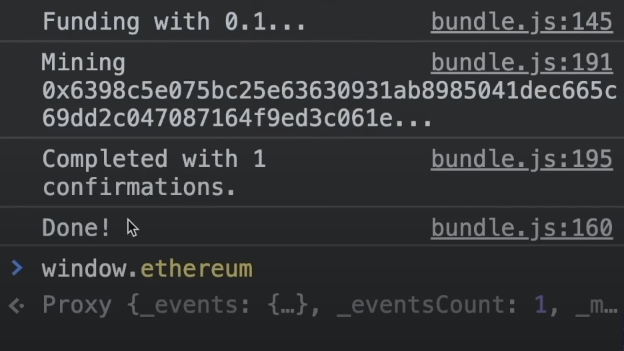 Funding with 0.1... bundle.js:145
Mining bundle.js:191
0x6398c5e075bc25e63630931ab8985041dec665c
69dd2c047087164f9ed3c061e...
Completed with 1 bundle.js:195
confirmations.
Done! bundle.js:160
> window.ethereum
Proxy {_events: {…}, _eventsCount: 1, _m…